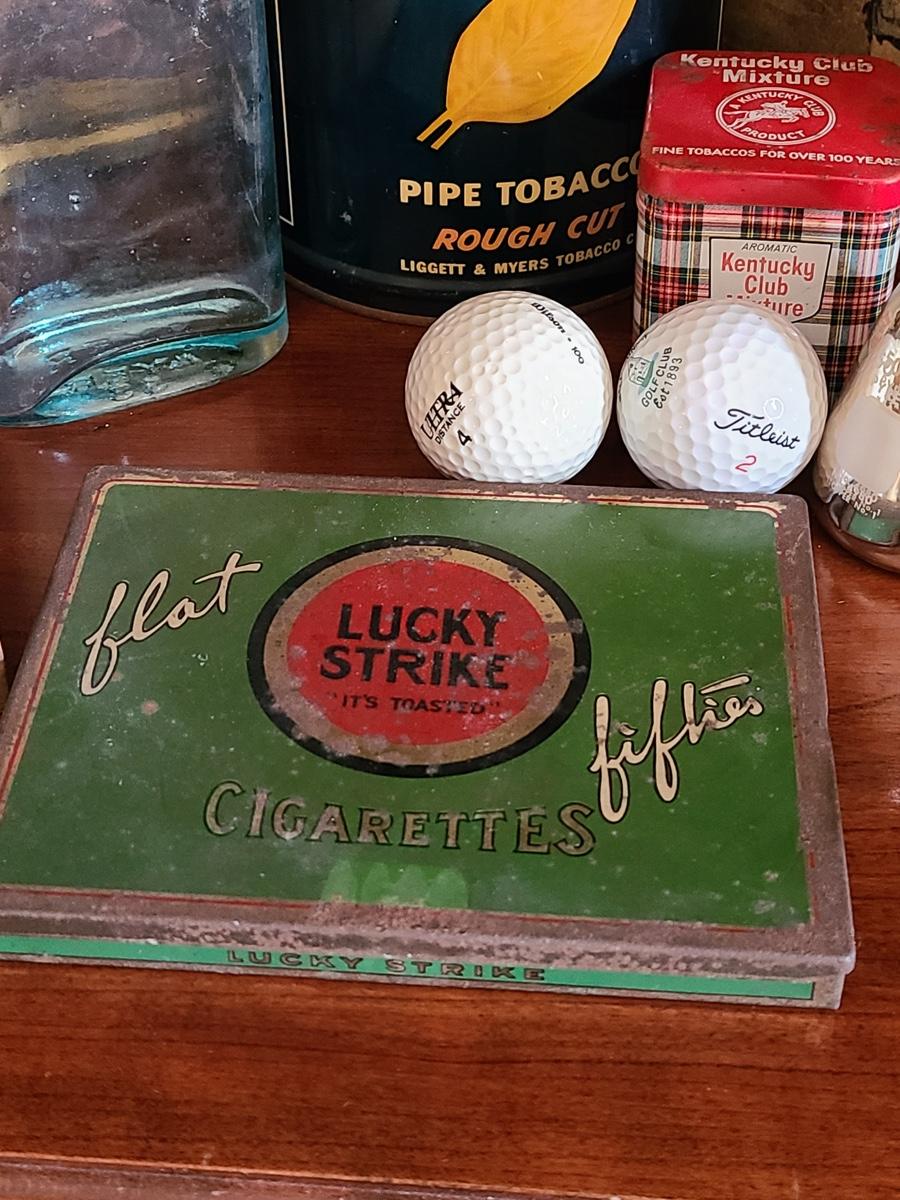 PIPE TOBACCO
ROUGH CUT
LIGGETT & MYERS TOBACCO
Kentucky Club
Mixture
A KENTUCKY CLUB
PRODUCT
FINE TOBACCOS FOR OVER 100 YEARS
AROMATIC
Kentucky
Club
Mixture
Wilson - 100
ULTRA
DISTANCE
4
GOLF CLUB
Est 1893
Titleist
2
flat
LUCKY
STRIKE
"IT'S TOASTED"
fifties
CIGARETTES
LUCKY STRIKE